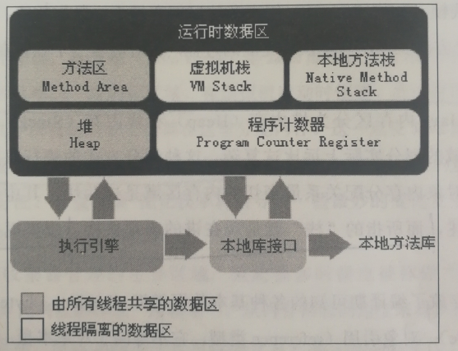 运行时数据区
方法区
Method Area
虚拟机栈
VM Stack
本地方法栈
Native Method
Stack
堆
Heap
程序计数器
Program Counter Register
执行引擎
本地库接口
本地方法库
由所有线程共享的数据区
线程隔离的数据区